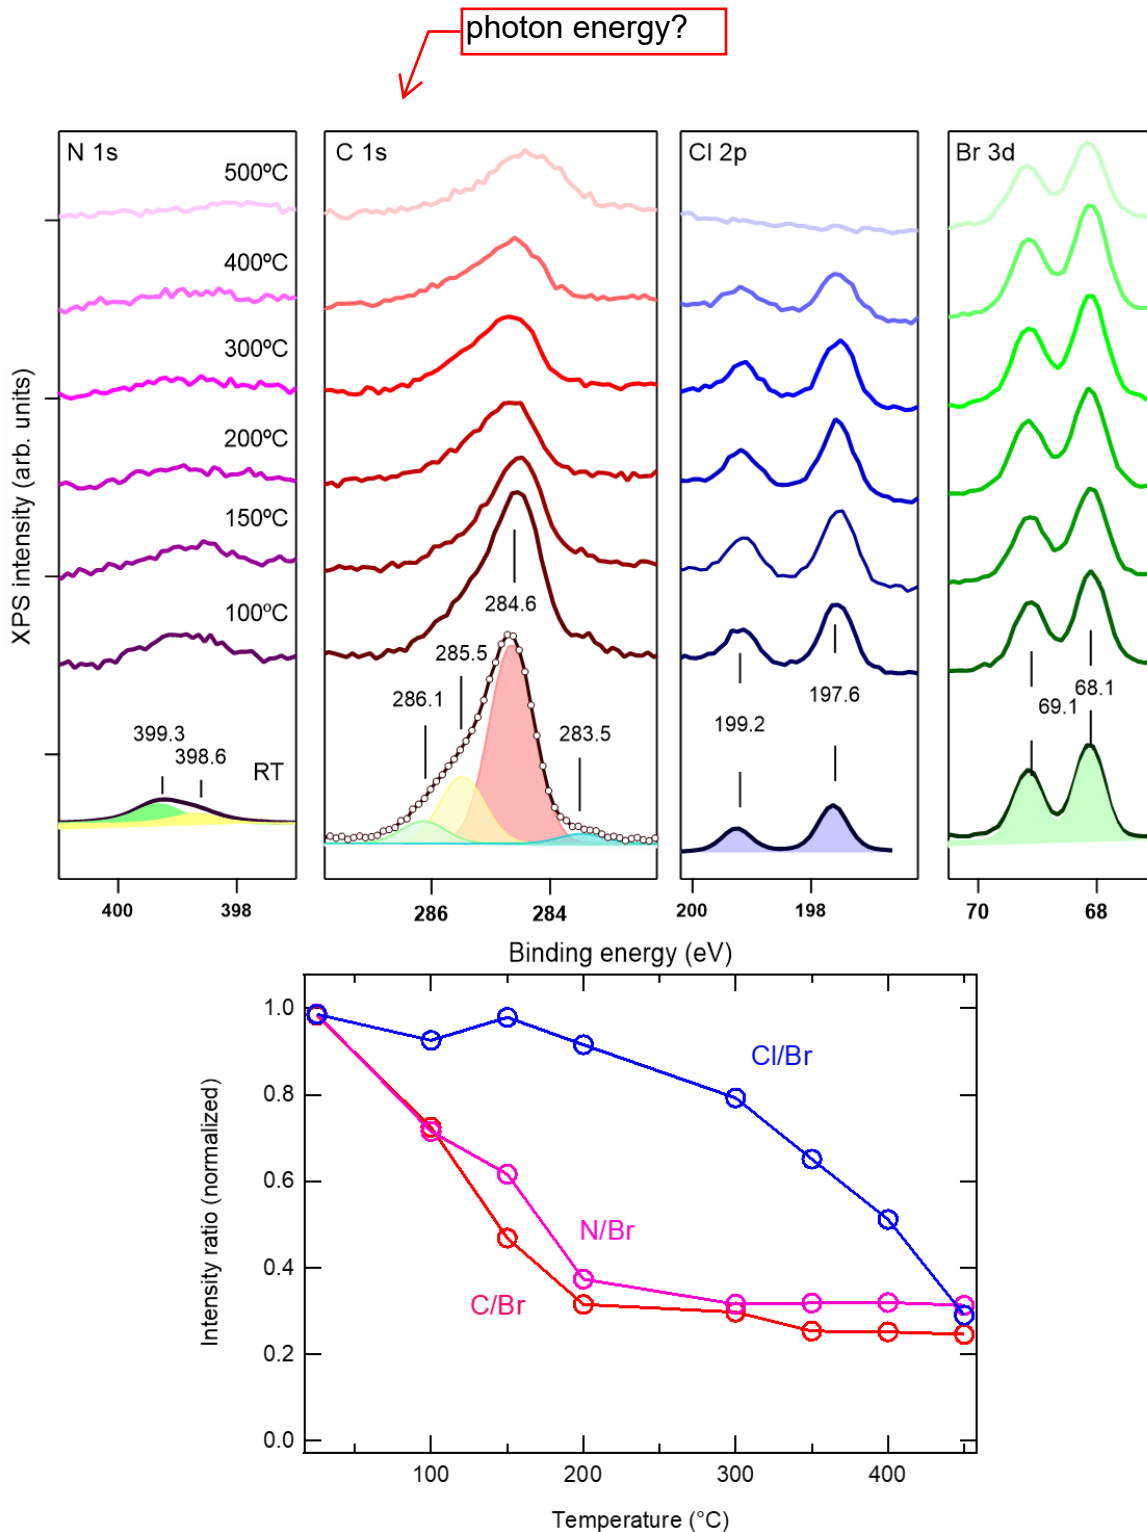 photon energy?
N 1s
C 1s
Cl 2p
Br 3d
500ºC
400ºC
300ºC
200ºC
150ºC
100ºC
RT
399.3
398.6
286.1
285.5
284.6
283.5
199.2
197.6
69.1
68.1
XPS intensity (arb. units)
400
398
286
284
200
198
70
68
Binding energy (eV)
1.0
0.8
0.6
0.4
0.2
0.0
Intensity ratio (normalized)
Cl/Br
N/Br
C/Br
100
200
300
400
Temperature (°C)